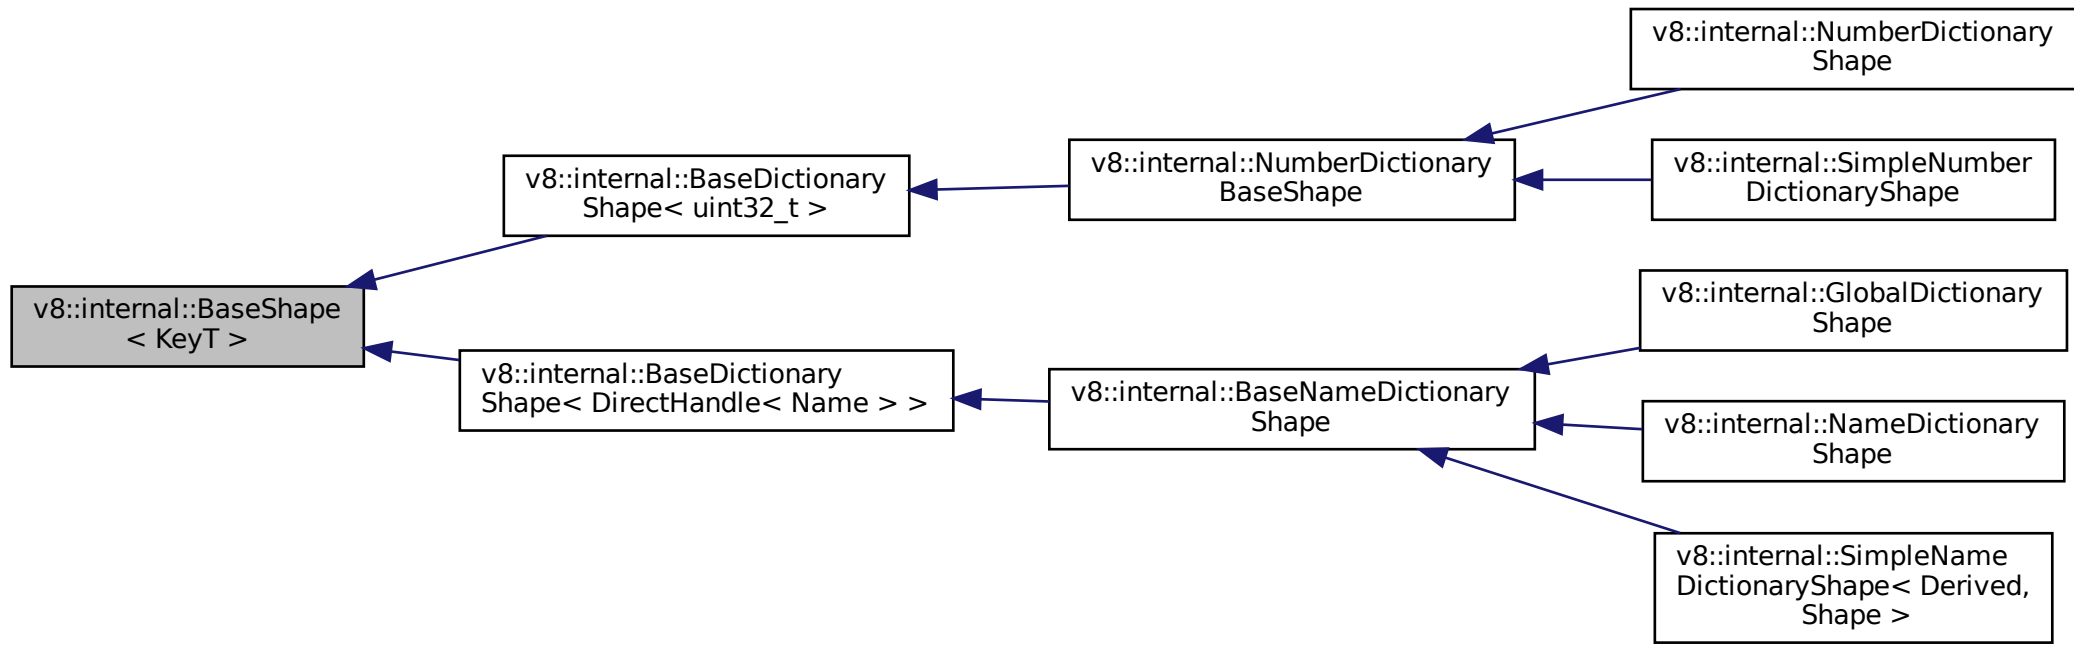 v8::internal::NumberDictionary
Shape
v8::internal::SimpleNumber
DictionaryShape
v8::internal::NumberDictionary
BaseShape
v8::internal::BaseDictionary
Shape< uint32_t >
v8::internal::BaseShape
< KeyT >
v8::internal::BaseDictionary
Shape< DirectHandle< Name > >
v8::internal::BaseNameDictionary
Shape
v8::internal::GlobalDictionary
Shape
v8::internal::NameDictionary
Shape
v8::internal::SimpleName
DictionaryShape< Derived,
Shape >